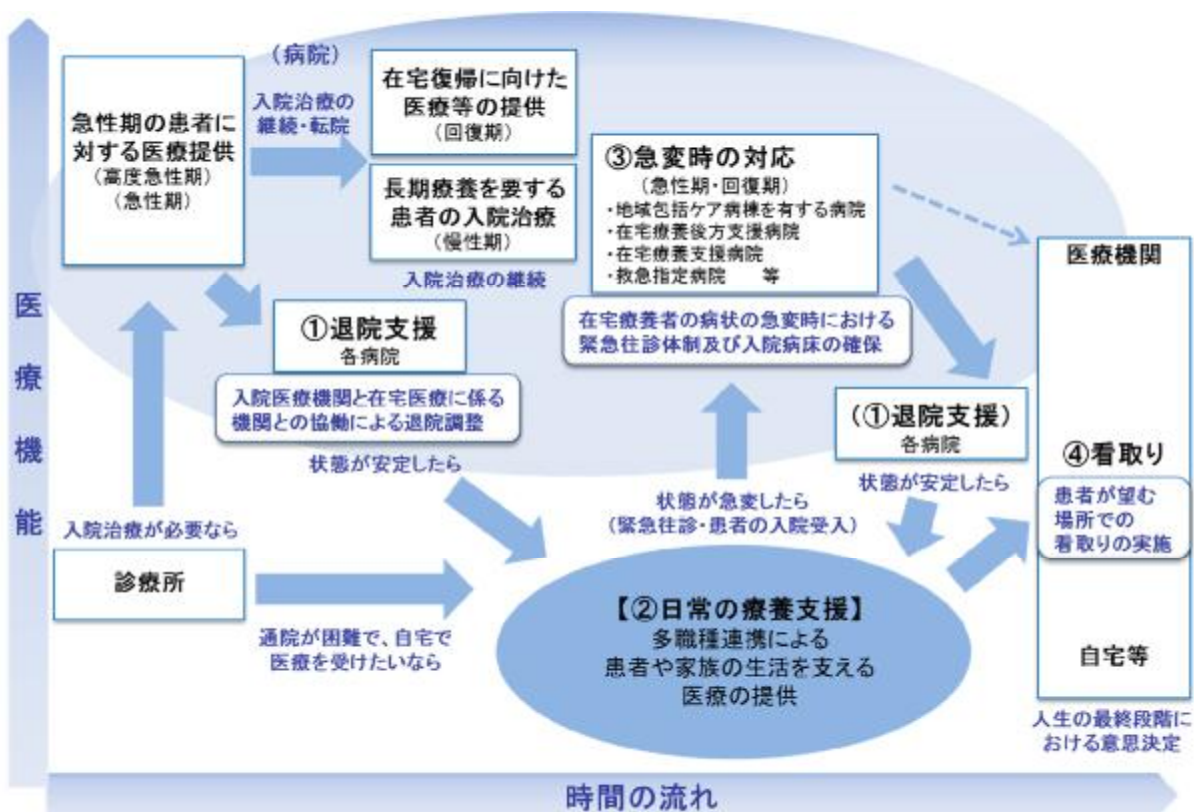 (病院)
急性期の患者に
対する医療提供
(高度急性期)
(急性期)
入院治療の
継続・転院
在宅復帰に向けた
医療等の提供
(回復期)
長期療養を要する
患者の入院治療
(慢性期)
入院治療の継続
③急変時の対応
(急性期・回復期)
・地域包括ケア病棟を有する病院
・在宅療養後方支援病院
・在宅療養支援病院
・救急指定病院 等
在宅療養者の病状の急変時における
緊急往診体制及び入院病床の確保
①退院支援
各病院
入院医療機関と在宅医療に係る
機関との協働による退院調整
状態が安定したら
(①退院支援)
各病院
状態が安定したら
状態が急変したら
(緊急往診・患者の入院受入)
入院治療が必要なら
診療所
通院が困難で、自宅で
医療を受けたいなら
【②日常の療養支援】
多職種連携による
患者や家族の生活を支える
医療の提供
医療機関
④看取り
患者が望む
場所での
看取りの実施
自宅等
人生の最終段階に
おける意思決定
医療機能
時間の流れ